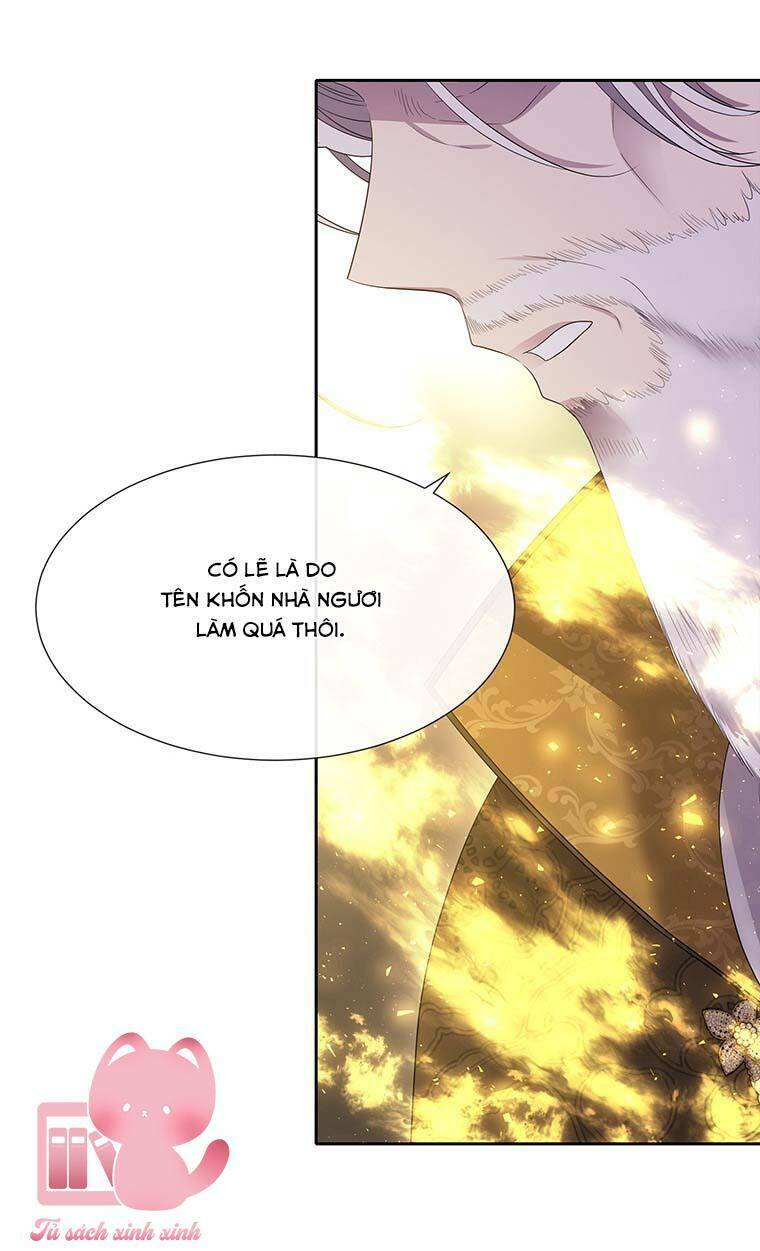 CÓ LẼ LÀ DO
TÊN KHỐN NHÀ NGƯƠI
LÀM QUÁ THÔI.
Tủ sách xinh xinh